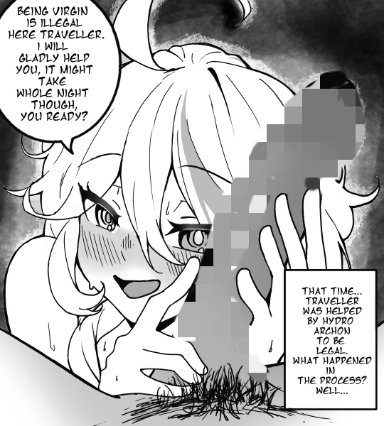 BEING VIRGIN
IS ILLEGAL
HERE TRAVELLER.
I WILL
GLADLY HELP
YOU, IT MIGHT
TAKE
WHOLE NIGHT
THOUGH,
YOU READY?
THAT TIME...
TRAVELLER
WAS HELPED
BY HYDRO
ARCHON
TO BE
LEGAL.
WHAT HAPPENED
IN
THE PROCESS?
WELL...